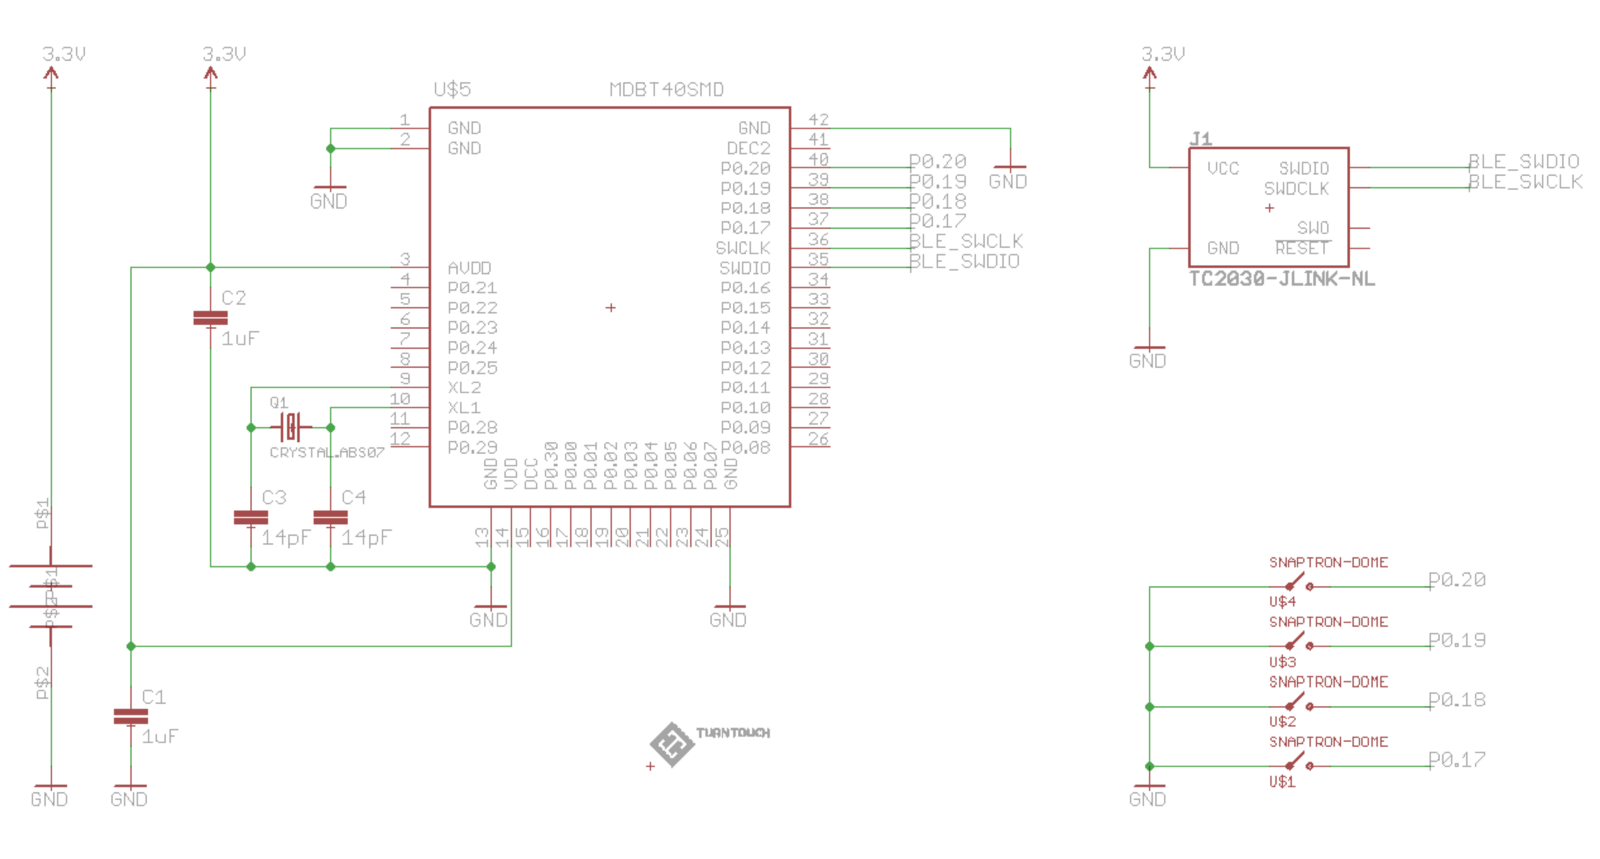 3.3V
3.3V
3.3V
U$5
MDBT40SMD
1
GND
2
GND
3
AVDD
4
P0.21
5
P0.22
6
P0.23
7
P0.24
8
P0.25
9
XL2
10
XL1
11
P0.28
12
P0.29
GND
42
GND
41
DEC2
40
P0.20
39
P0.19
38
P0.18
37
P0.17
36
SWCLK
35
SWDIO
34
P0.16
33
P0.15
32
P0.14
31
P0.13
30
P0.12
29
P0.11
28
P0.10
27
P0.09
26
P0.08
P0.20
P0.19
P0.18
P0.17
BLE_SWCLK
BLE_SWDIO
GND
GND
VDD
DCC
P0.30
P0.00
P0.01
P0.02
P0.03
P0.04
P0.05
P0.06
P0.07
GND
13
14
15
16
17
18
19
20
21
22
23
24
25
GND
GND
C2
1uF
Q1
CRYSTAL.ABS07
C3
14pF
C4
14pF
p$1
p$2
C1
1uF
GND
GND
TURNTOUCH
J1
VCC
SWDIO
SWDCLK
SWO
GND
RESET
TC2030-JLINK-NL
BLE_SWDIO
BLE_SWCLK
GND
SNAPTRON-DOME
P0.20
U$4
SNAPTRON-DOME
P0.19
U$3
SNAPTRON-DOME
P0.18
U$2
SNAPTRON-DOME
P0.17
U$1
GND